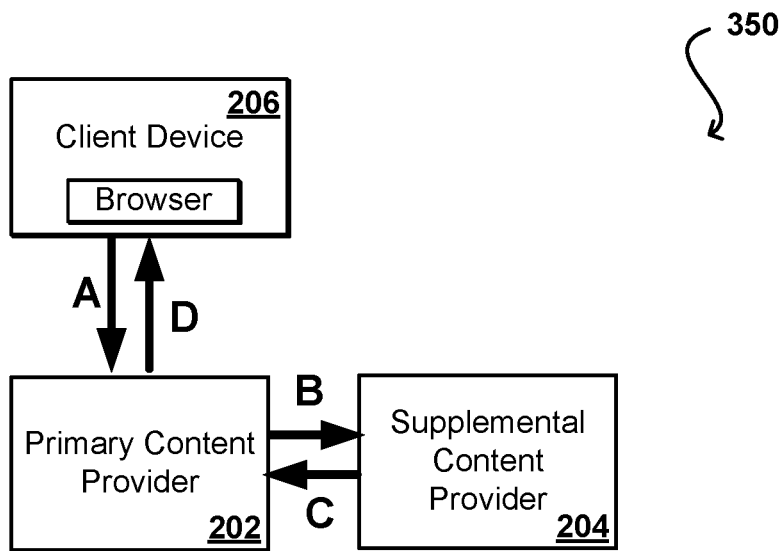 350
206
Client Device
Browser
A
D
Primary Content
Provider
202
B
C
Supplemental
Content
Provider
204